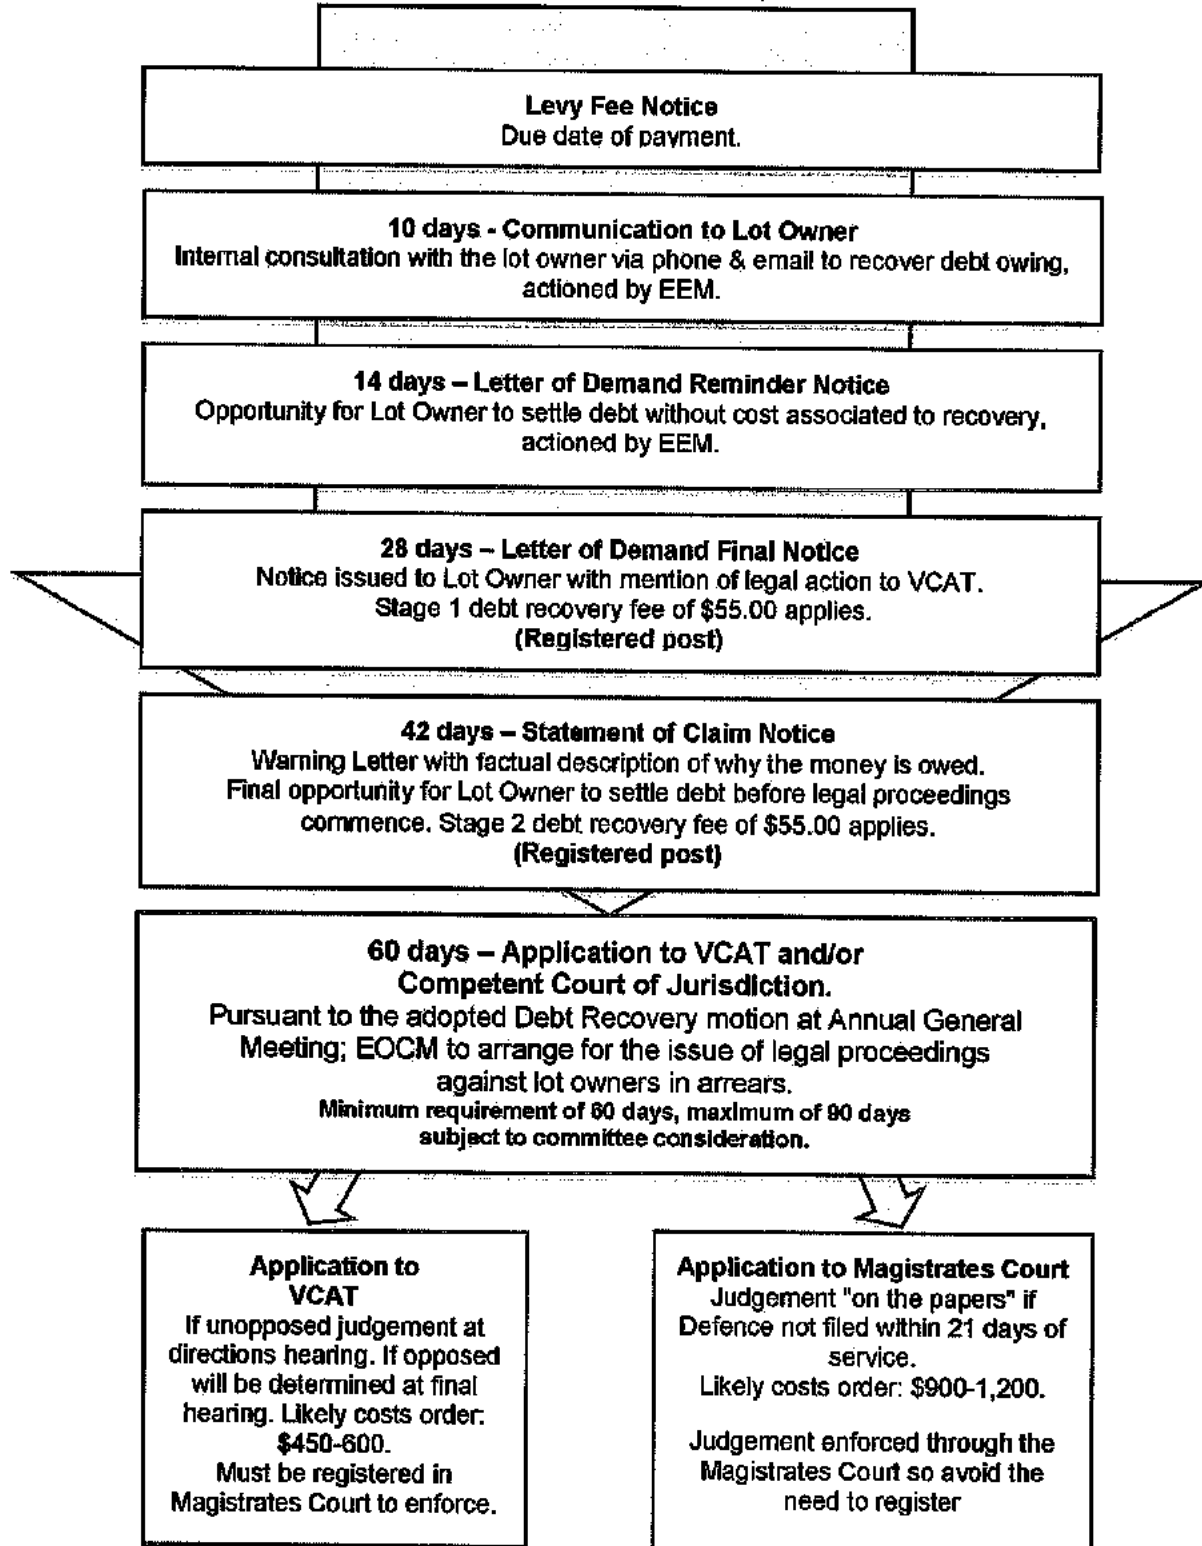 Levy Fee Notice
Due date of payment.
10 days - Communication to Lot Owner
Internal consultation with the lot owner via phone & email to recover debt owing,
actioned by EEM.
14 days – Letter of Demand Reminder Notice
Opportunity for Lot Owner to settle debt without cost associated to recovery,
actioned by EEM.
28 days – Letter of Demand Final Notice
Notice issued to Lot Owner with mention of legal action to VCAT.
Stage 1 debt recovery fee of $55.00 applies.
(Registered post)
42 days – Statement of Claim Notice
Warning Letter with factual description of why the money is owed.
Final opportunity for Lot Owner to settle debt before legal proceedings
commence. Stage 2 debt recovery fee of $55.00 applies.
(Registered post)
60 days – Application to VCAT and/or
Competent Court of Jurisdiction.
Pursuant to the adopted Debt Recovery motion at Annual General
Meeting; EOCM to arrange for the issue of legal proceedings
against lot owners in arrears.
Minimum requirement of 60 days, maximum of 90 days
subject to committee consideration.
Application to
VCAT
If unopposed judgement at
directions hearing. If opposed
will be determined at final
hearing. Likely costs order:
$450-600.
Must be registered in
Magistrates Court to enforce.
Application to Magistrates Court
Judgement "on the papers" if
Defence not filed within 21 days of
service.
Likely costs order: $900-1,200.
Judgement enforced through the
Magistrates Court so avoid the
need to register